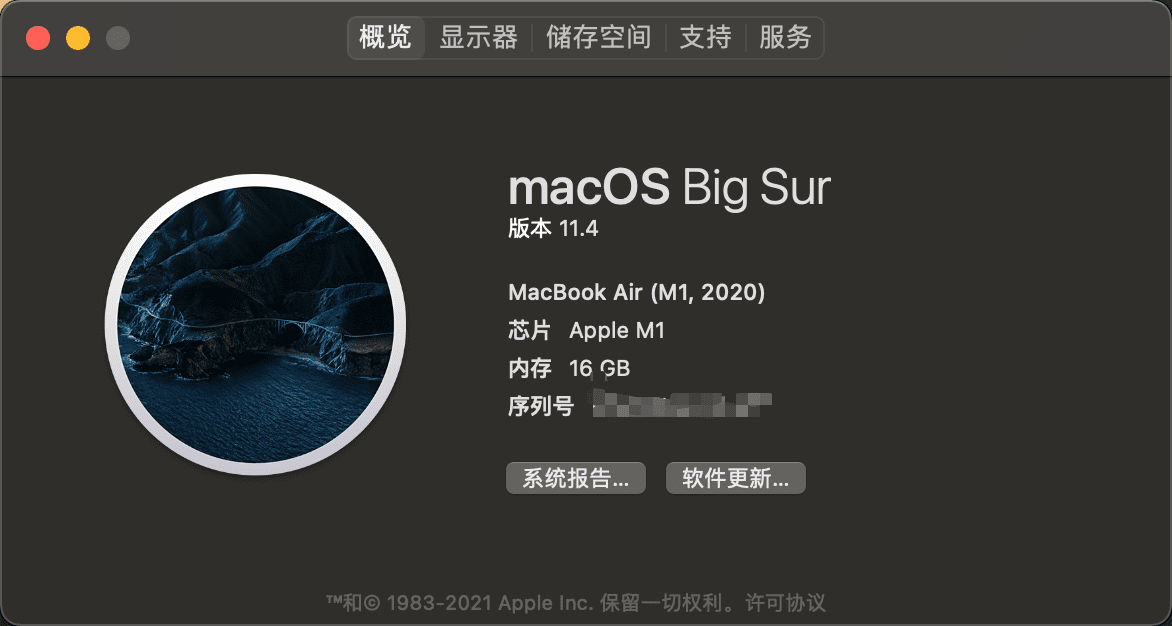 概览 显示器 储存空间 支持 服务
macOS Big Sur
版本 11.4
MacBook Air (M1, 2020)
芯片 Apple M1
内存 16 GB
序列号
系统报告... 软件更新...
™和© 1983-2021 Apple Inc. 保留一切权利。许可协议